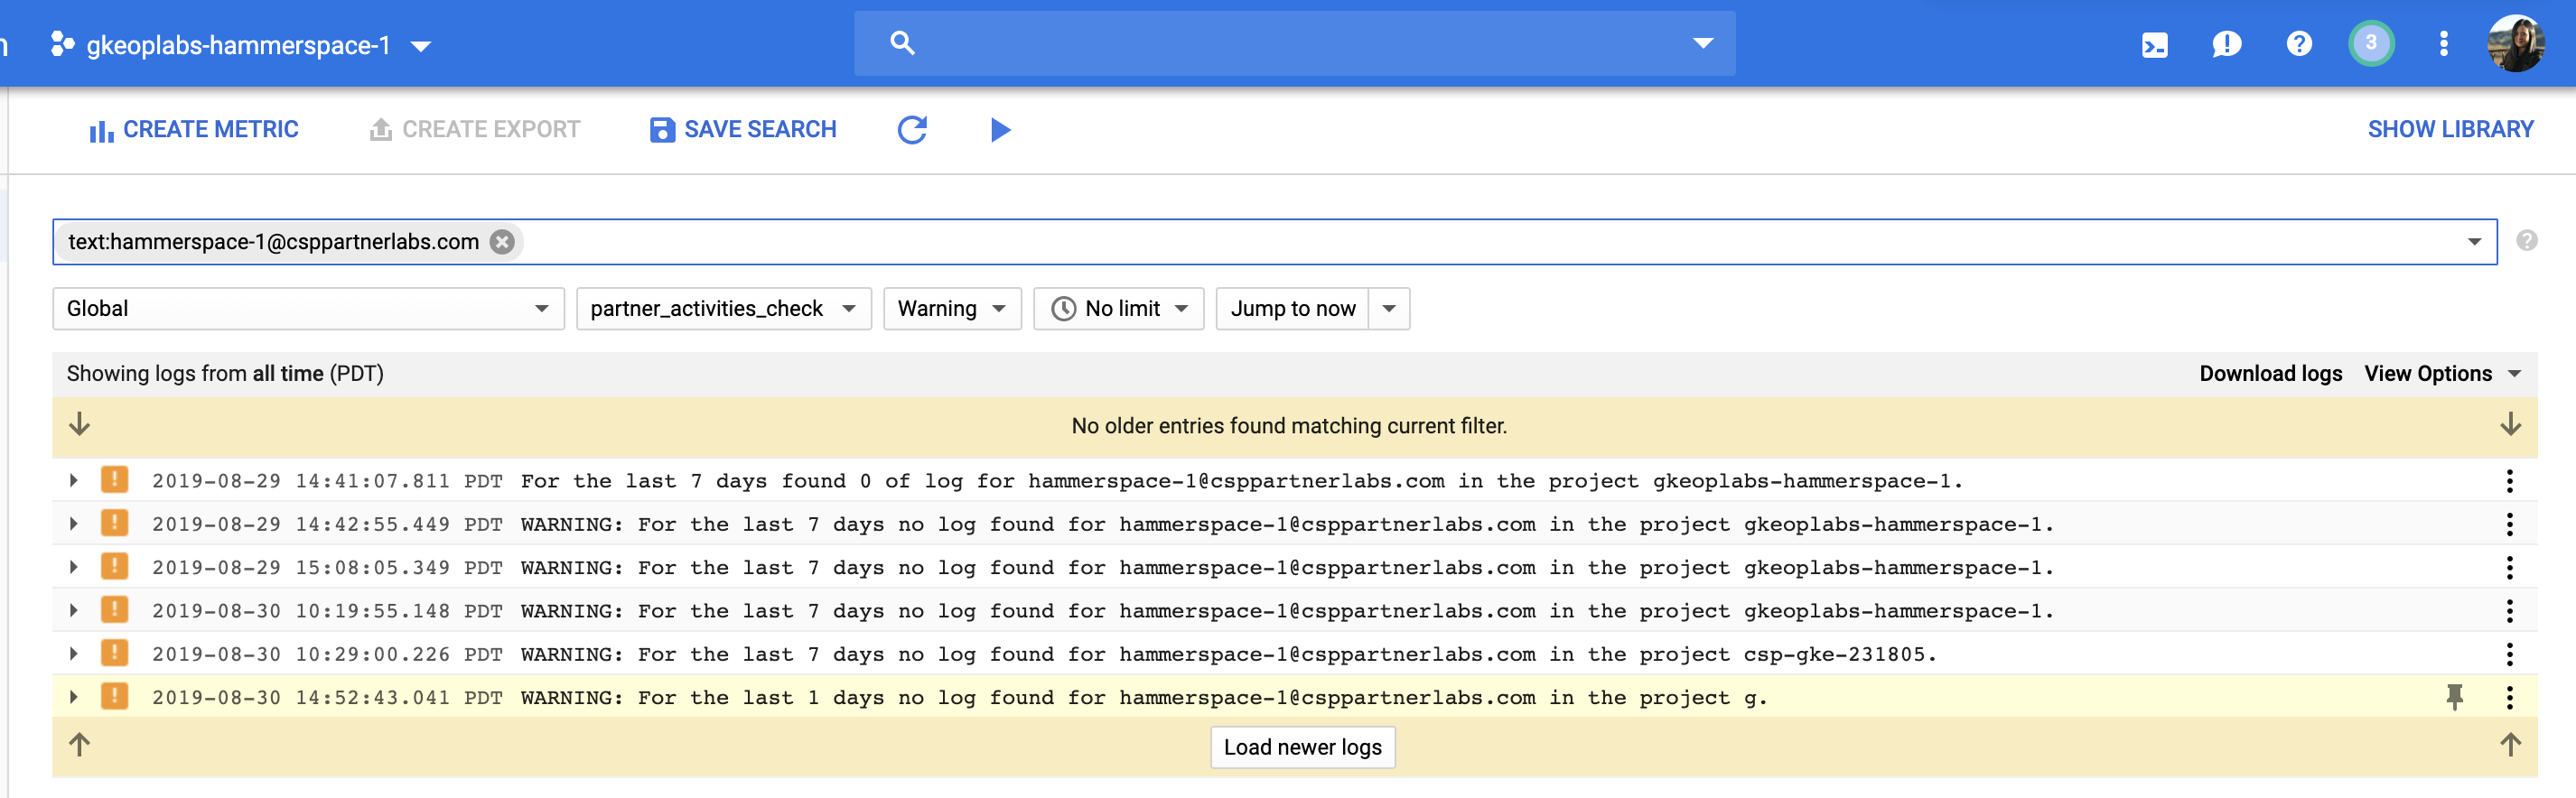 gkeoplabs-hammerspace-1
3
CREATE METRIC CREATE EXPORT SAVE SEARCH SHOW LIBRARY
text:hammerspace-1@csppartnerlabs.com
Global partner_activities_check Warning No limit Jump to now
Showing logs from all time (PDT) Download logs View Options
No older entries found matching current filter.
2019-08-29 14:41:07.811 PDT For the last 7 days found 0 of log for hammerspace-1@csppartnerlabs.com in the project gkeoplabs-hammerspace-1.
2019-08-29 14:42:55.449 PDT WARNING: For the last 7 days no log found for hammerspace-1@csppartnerlabs.com in the project gkeoplabs-hammerspace-1.
2019-08-29 15:08:05.349 PDT WARNING: For the last 7 days no log found for hammerspace-1@csppartnerlabs.com in the project gkeoplabs-hammerspace-1.
2019-08-30 10:19:55.148 PDT WARNING: For the last 7 days no log found for hammerspace-1@csppartnerlabs.com in the project gkeoplabs-hammerspace-1.
2019-08-30 10:29:00.226 PDT WARNING: For the last 7 days no log found for hammerspace-1@csppartnerlabs.com in the project csp-gke-231805.
2019-08-30 14:52:43.041 PDT WARNING: For the last 1 days no log found for hammerspace-1@csppartnerlabs.com in the project g.
Load newer logs